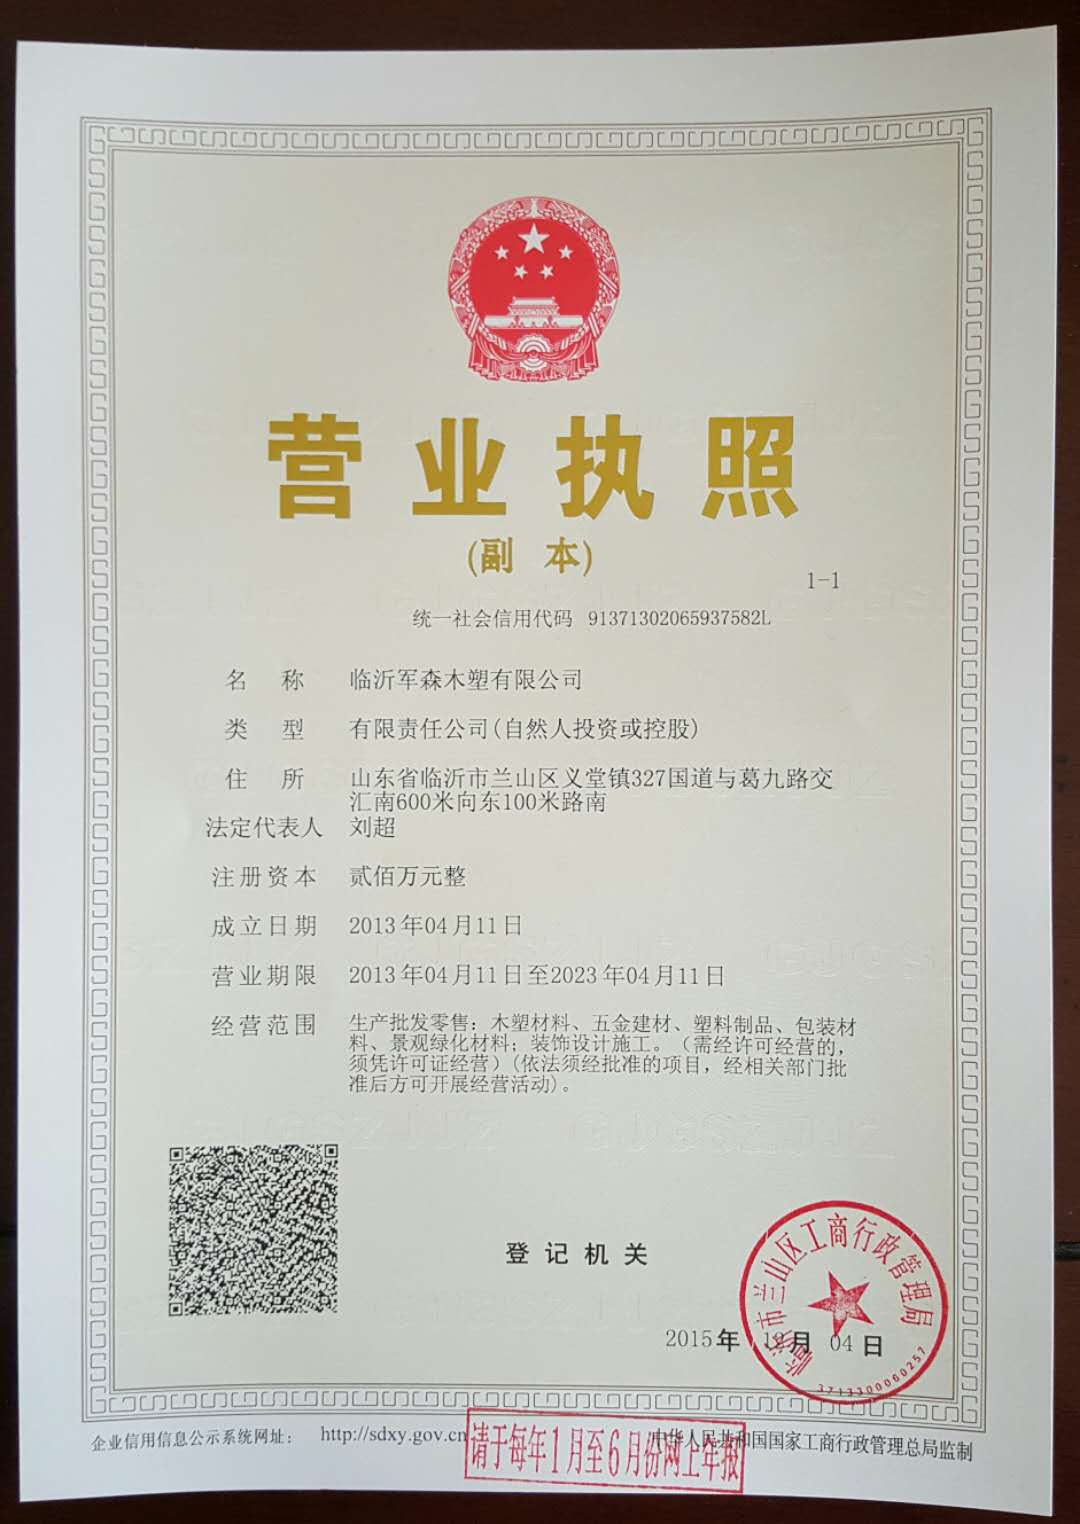 营业执照
(副 本)
1-1
统一社会信用代码 91371302065937582L
名 称 临沂军森木塑有限公司
类 型 有限责任公司(自然人投资或控股)
住 所 山东省临沂市兰山区义堂镇327国道与葛九路交
汇南600米向东100米路南
法定代表人 刘超
注册资本 贰佰万元整
成立日期 2013年04月11日
营业期限 2013年04月11日至2023年04月11日
经营范围 生产批发零售：木塑材料、五金建材、塑料制品、包装材
料、景观绿化材料；装饰设计施工。（需经许可经营的，
须凭许可证经营）(依法须经批准的项目，经相关部门批
准后方可开展经营活动)。
登记机关
临沂市兰山区工商行政管理局
3713300060257
2015年 月 04日
企业信用信息公示系统网址： http://sdxy.gov.cn
请于每年1月至6月份网上年报
中华人民共和国国家工商行政管理总局监制